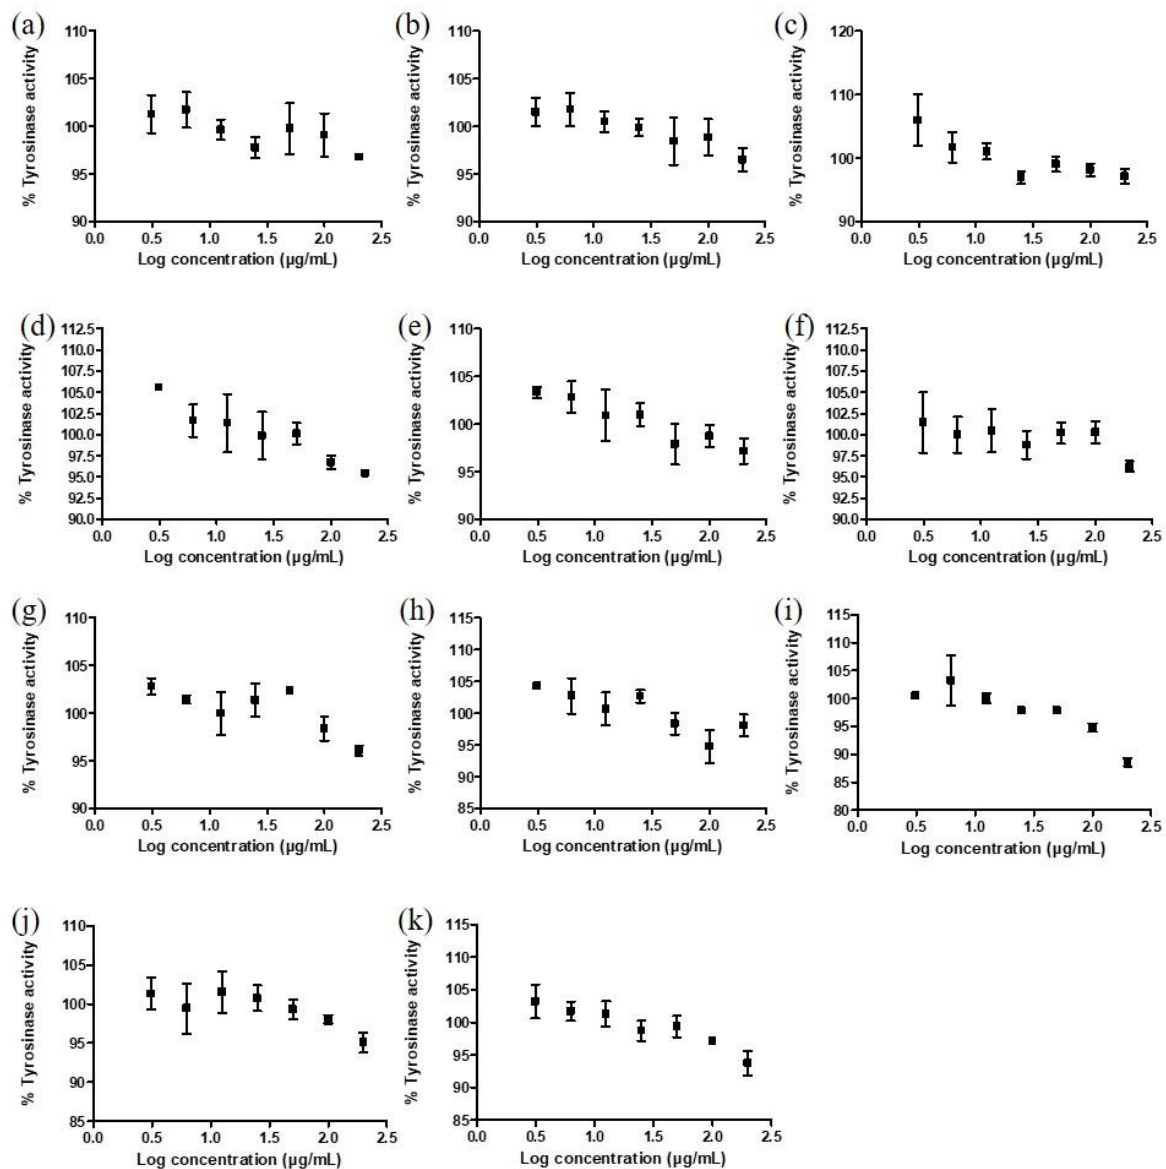 (a)
110
105
100
95
90
% Tyrosinase activity
0.0 0.5 1.0 1.5 2.0 2.5
Log concentration (µg/mL)
(b)
110
105
100
95
90
% Tyrosinase activity
0.0 0.5 1.0 1.5 2.0 2.5
Log concentration (µg/mL)
(c)
120
110
100
90
% Tyrosinase activity
0.0 0.5 1.0 1.5 2.0 2.5
Log concentration (µg/mL)
(d)
112.5
110.0
107.5
105.0
102.5
100.0
97.5
95.0
92.5
90.0
% Tyrosinase activity
0.0 0.5 1.0 1.5 2.0 2.5
Log concentration (µg/mL)
(e)
110
105
100
95
90
% Tyrosinase activity
0.0 0.5 1.0 1.5 2.0 2.5
Log concentration (µg/mL)
(f)
112.5
110.0
107.5
105.0
102.5
100.0
97.5
95.0
92.5
90.0
% Tyrosinase activity
0.0 0.5 1.0 1.5 2.0 2.5
Log concentration (µg/mL)
(g)
110
105
100
95
90
% Tyrosinase activity
0.0 0.5 1.0 1.5 2.0 2.5
Log concentration (µg/mL)
(h)
115
110
105
100
95
90
85
% Tyrosinase activity
0.0 0.5 1.0 1.5 2.0 2.5
Log concentration (µg/mL)
(i)
115
110
105
100
95
90
85
80
% Tyrosinase activity
0.0 0.5 1.0 1.5 2.0 2.5
Log concentration (µg/mL)
(j)
110
105
100
95
90
85
% Tyrosinase activity
0.0 0.5 1.0 1.5 2.0 2.5
Log concentration (µg/mL)
(k)
115
110
105
100
95
90
85
% Tyrosinase activity
0.0 0.5 1.0 1.5 2.0 2.5
Log concentration (µg/mL)